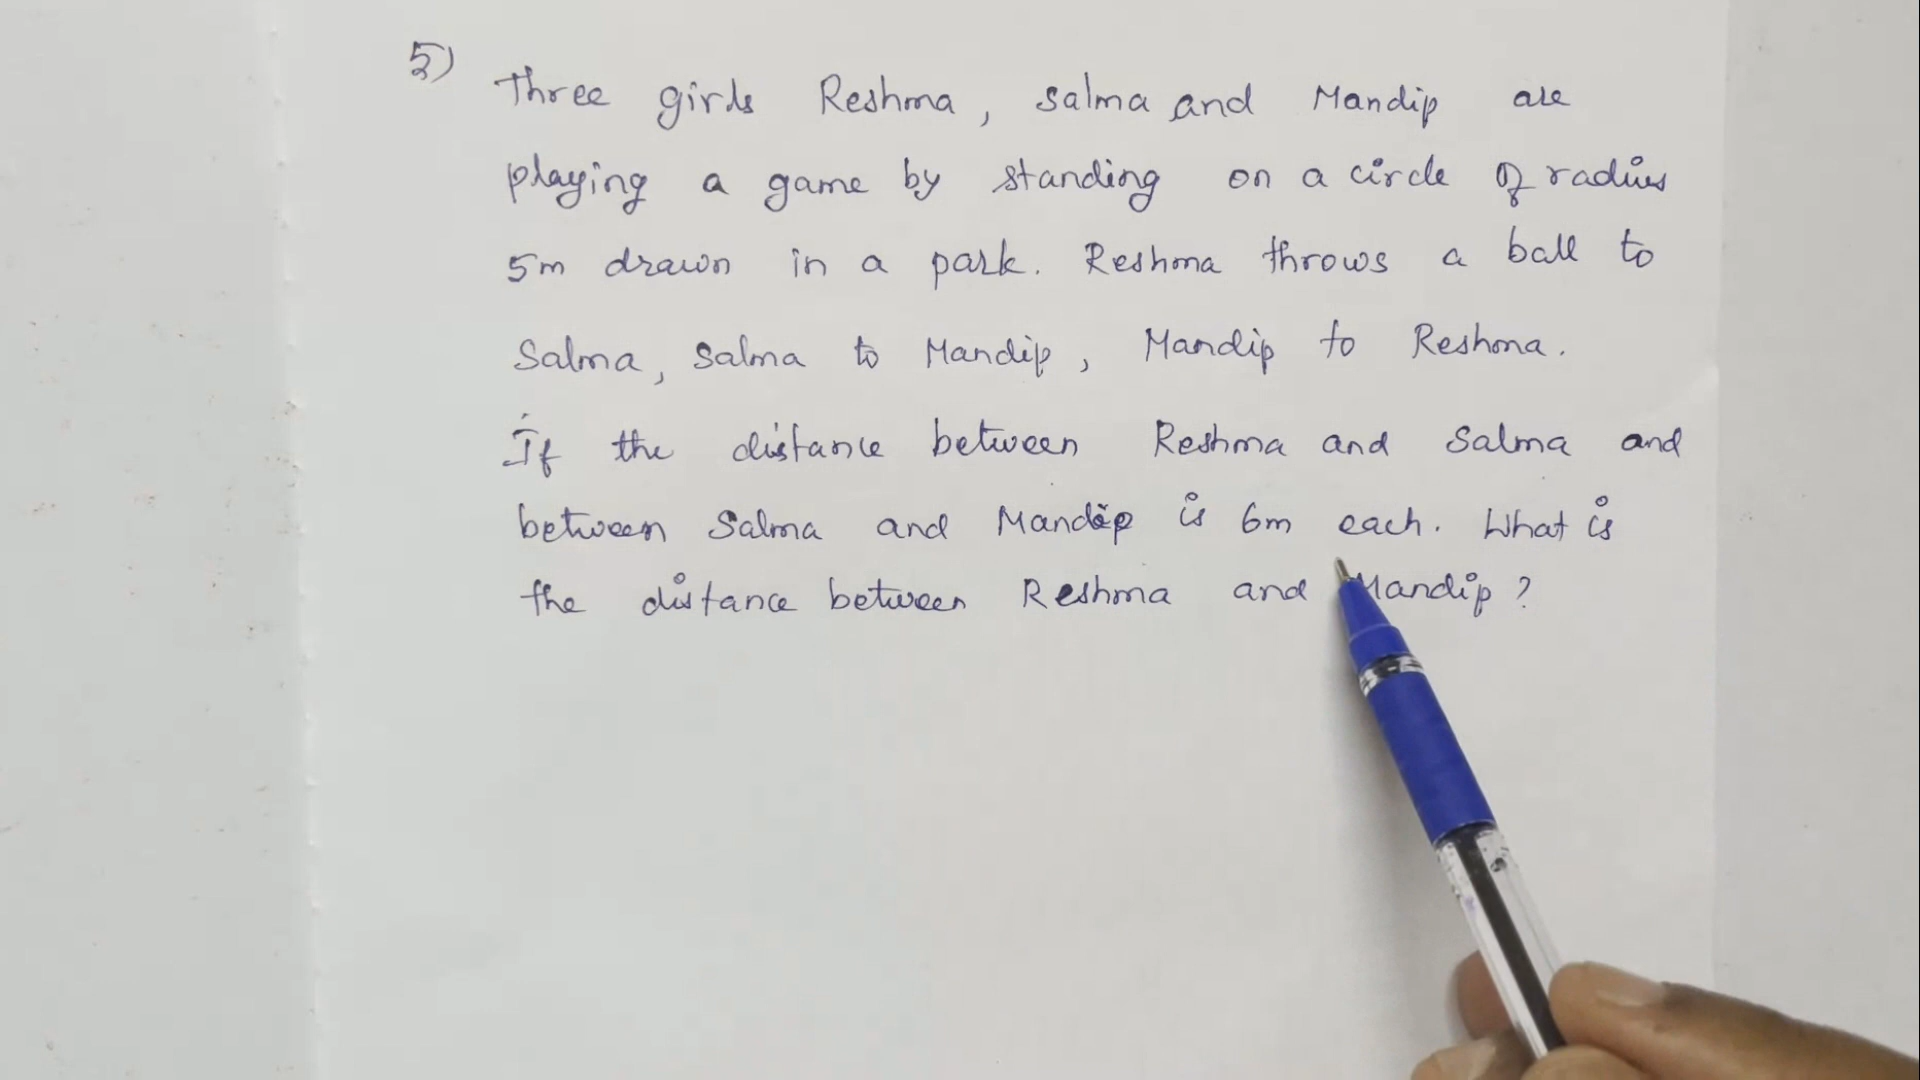 5)
Three girls Reshma, Salma and Mandip are
playing a game by standing on a circle of radius
5m drawn in a park. Reshma throws a ball to
Salma, Salma to Mandip, Mandip to Reshma.
If the distance between Reshma and Salma and
between Salma and Mandip is 6m each. What is
the distance between Reshma and Mandip?